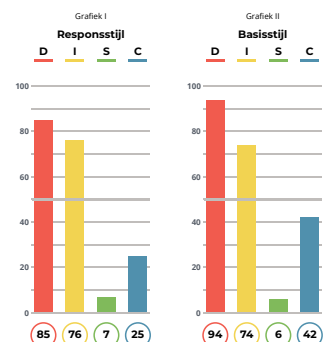 Grafiek I
Responsstijl
D I S C
100
80
60
40
20
0
85 76 7 25
Grafiek II
Basisstijl
D I S C
100
80
60
40
20
0
94 74 6 42